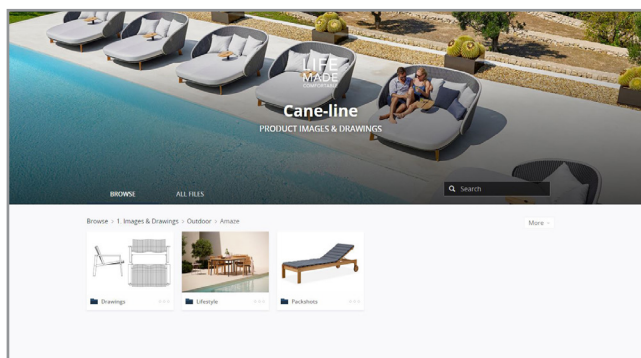 LIFE
MADE
COMFORTABLE
Cane-line
PRODUCT IMAGES & DRAWINGS
BROWSE ALL FILES Search
Browse > 1. Images & Drawings > Outdoor > Amaze More
Drawings Lifestyle Packshots